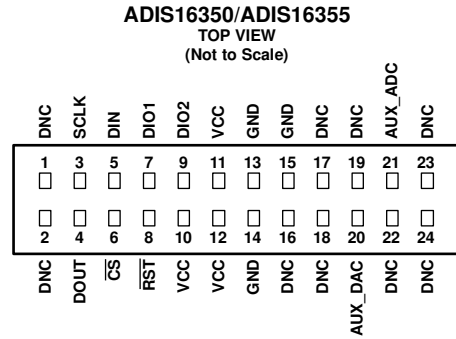 ADIS16350/ADIS16355
TOP VIEW
(Not to Scale)
DNC SCLK DIN DIO1 DIO2 VCC GND GND DNC DNC AUX_ADC DNC
1 3 5 7 9 11 13 15 17 19 21 23
2 4 6 8 10 12 14 16 18 20 22 24
DNC DOUT C̅S̅ R̅S̅T̅ VCC VCC GND DNC DNC AUX_DAC DNC DNC